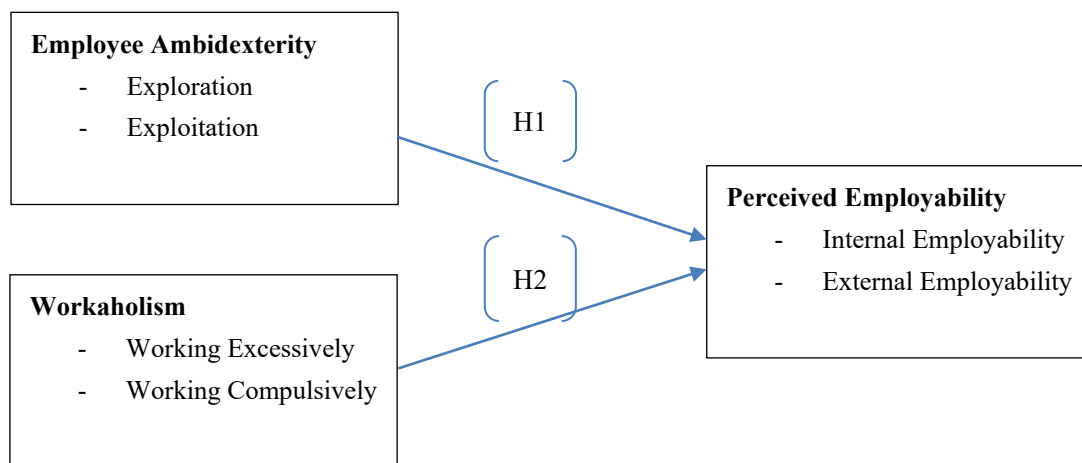 Employee Ambidexterity
- Exploration
- Exploitation
H1
Perceived Employability
- Internal Employability
- External Employability
H2
Workaholism
- Working Excessively
- Working Compulsively